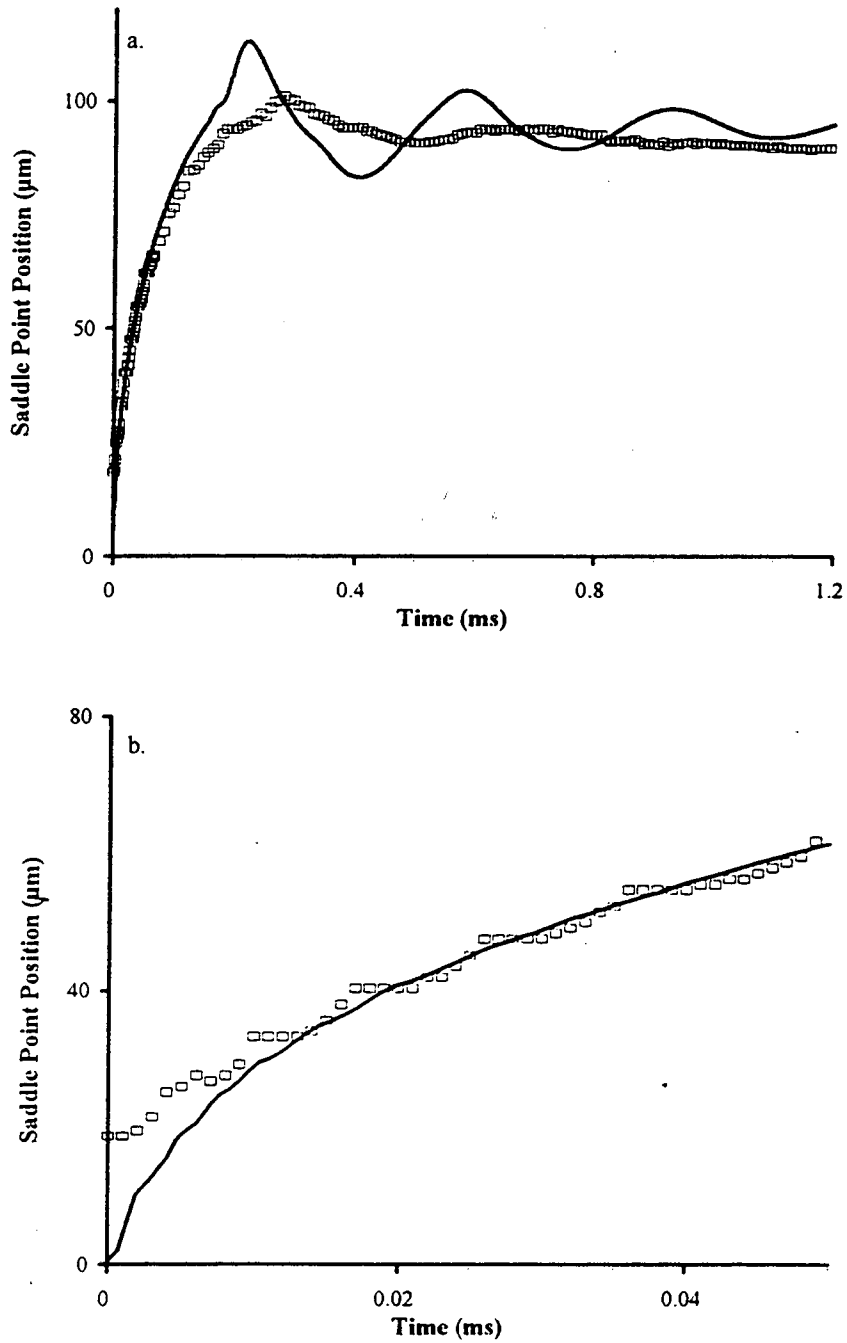 a.
100
50
0
Saddle Point Position (μm)
0 0.4 0.8 1.2
Time (ms)
b.
80
40
0
Saddle Point Position (μm)
0 0.02 0.04
Time (ms)